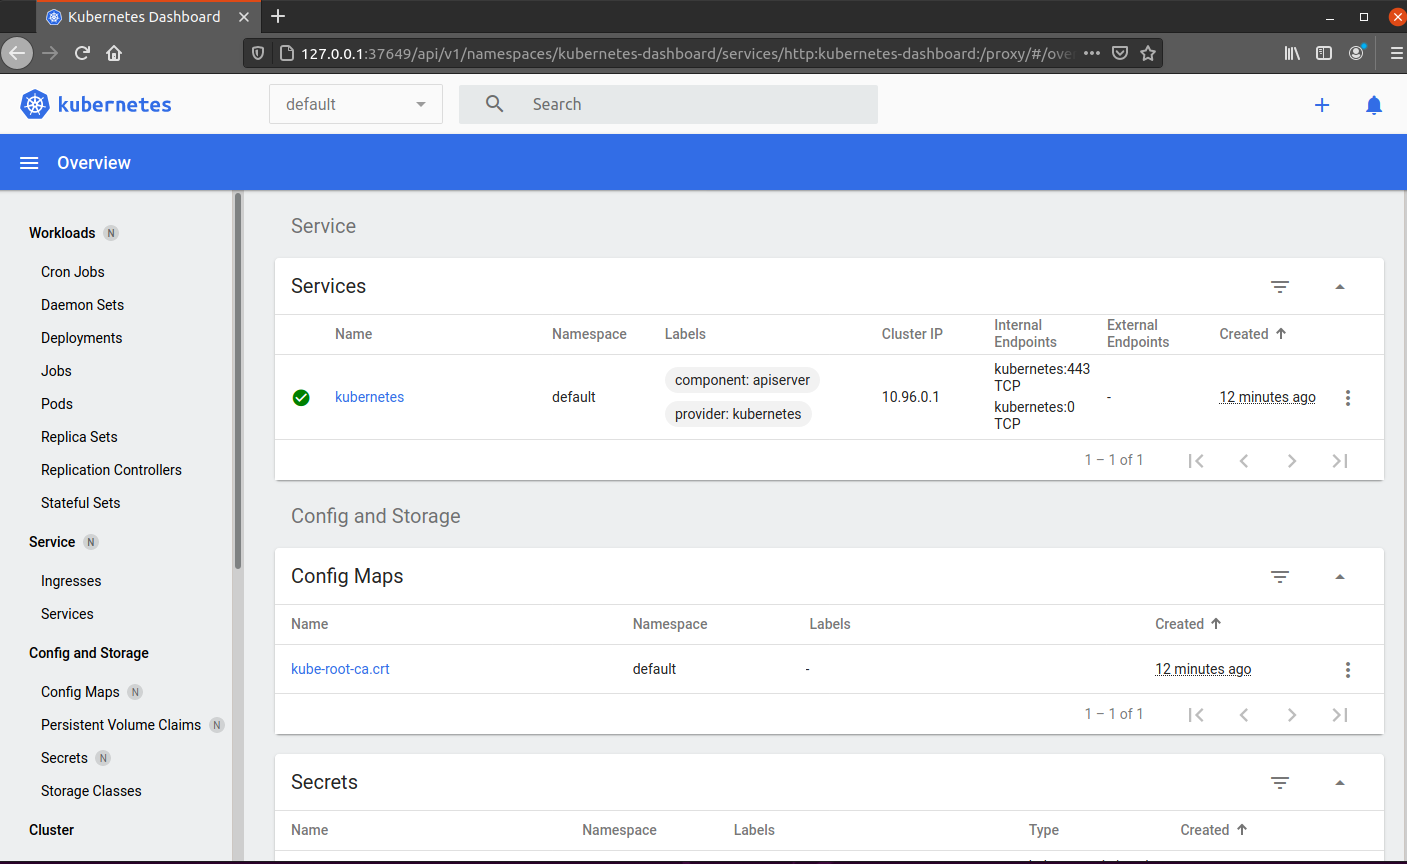 Kubernetes Dashboard
127.0.0.1:37649/api/v1/namespaces/kubernetes-dashboard/services/http:kubernetes-dashboard:/proxy/#/ove
kubernetes
default
Search
Overview
Workloads N
Cron Jobs
Daemon Sets
Deployments
Jobs
Pods
Replica Sets
Replication Controllers
Stateful Sets
Service N
Ingresses
Services
Config and Storage
Config Maps N
Persistent Volume Claims N
Secrets N
Storage Classes
Cluster
Service
Services
Name Namespace Labels Cluster IP Internal Endpoints External Endpoints Created
kubernetes default component: apiserver provider: kubernetes 10.96.0.1 kubernetes:443 TCP kubernetes:0 TCP - 12 minutes ago
1 – 1 of 1
Config and Storage
Config Maps
Name Namespace Labels Created
kube-root-ca.crt default - 12 minutes ago
1 – 1 of 1
Secrets
Name Namespace Labels Type Created